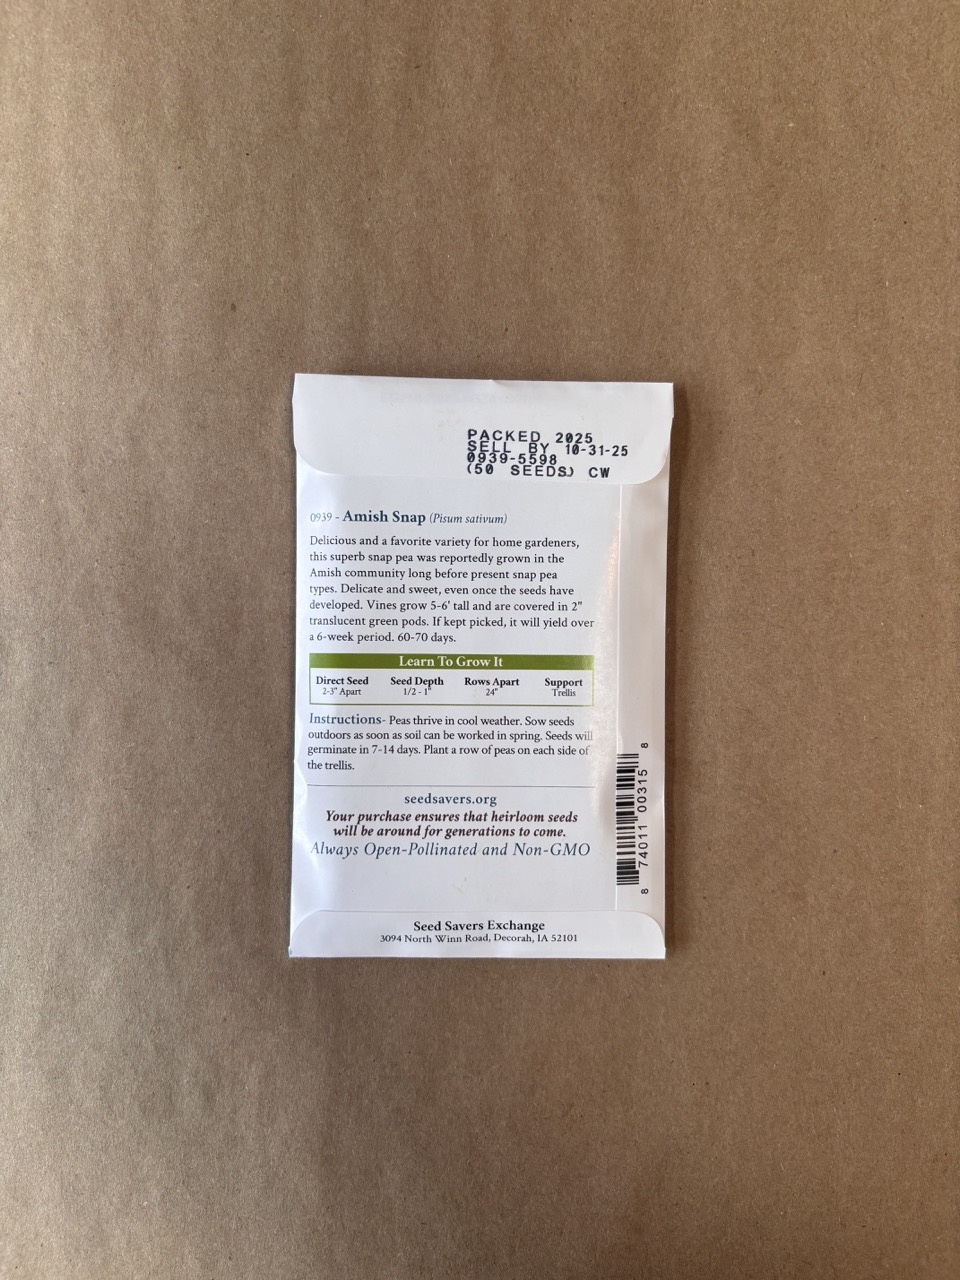 PACKED 2025
SELL BY 10-31-25
0939-5598
(50 SEEDS) CW
0939 - Amish Snap (Pisum sativum)
Delicious and a favorite variety for home gardeners,
this superb snap pea was reportedly grown in the
Amish community long before present snap pea
types. Delicate and sweet, even once the seeds have
developed. Vines grow 5-6' tall and are covered in 2"
translucent green pods. If kept picked, it will yield over
a 6-week period. 60-70 days.
Learn To Grow It
Direct Seed Seed Depth Rows Apart Support
2-3" Apart 1/2 - 1" 24" Trellis
Instructions- Peas thrive in cool weather. Sow seeds
outdoors as soon as soil can be worked in spring. Seeds will
germinate in 7-14 days. Plant a row of peas on each side of
the trellis.
seedsavers.org
Your purchase ensures that heirloom seeds
will be around for generations to come.
Always Open-Pollinated and Non-GMO
8 74011 00315 8
Seed Savers Exchange
3094 North Winn Road, Decorah, IA 52101